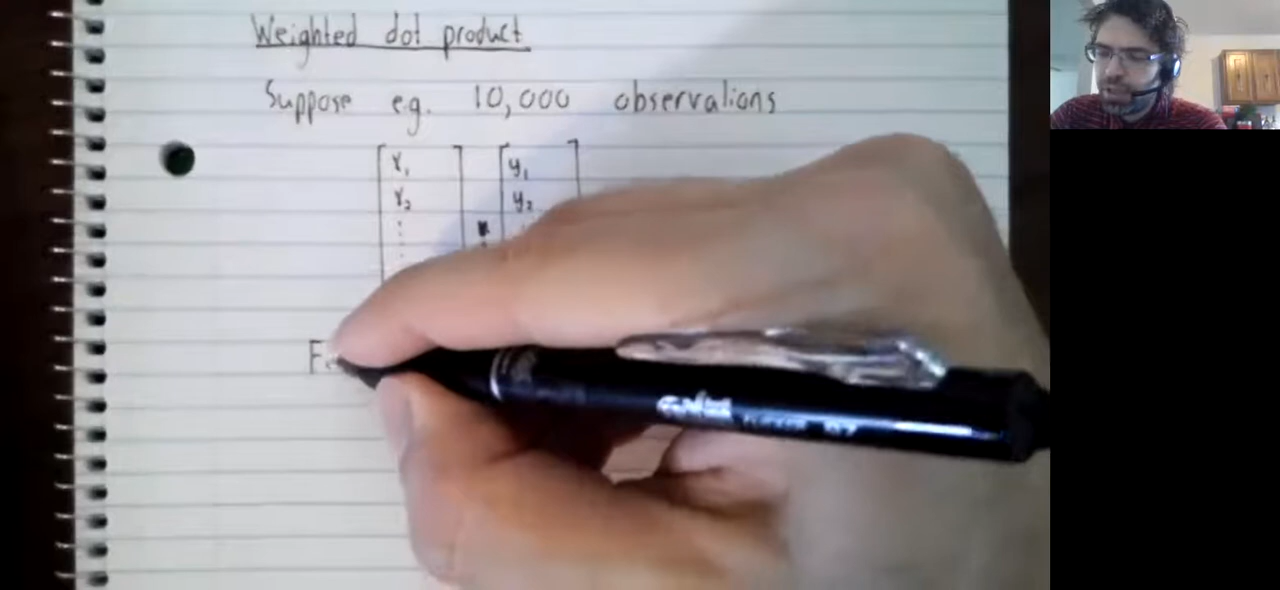 Weighted dot product
Suppose e.g. 10,000 observations
x₁ y₁
x₂ y₂
F